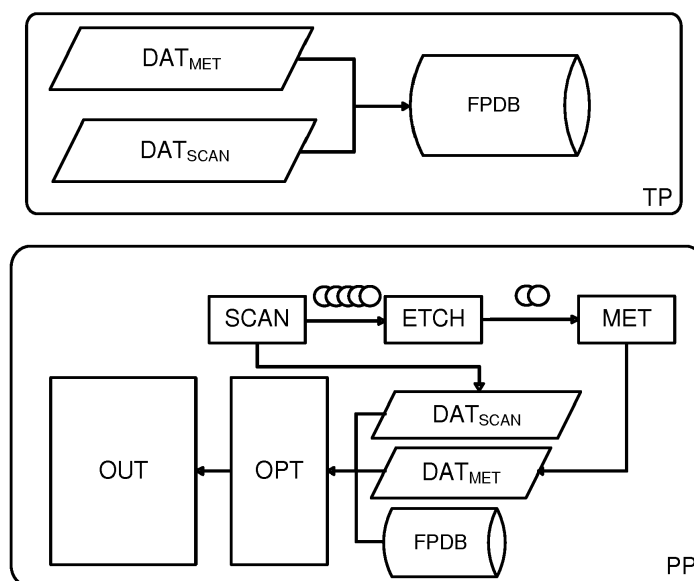 DATMET
FPDB
DATSCAN
TP
SCAN
ETCH
MET
DATSCAN
OUT
OPT
DATMET
FPDB
PP